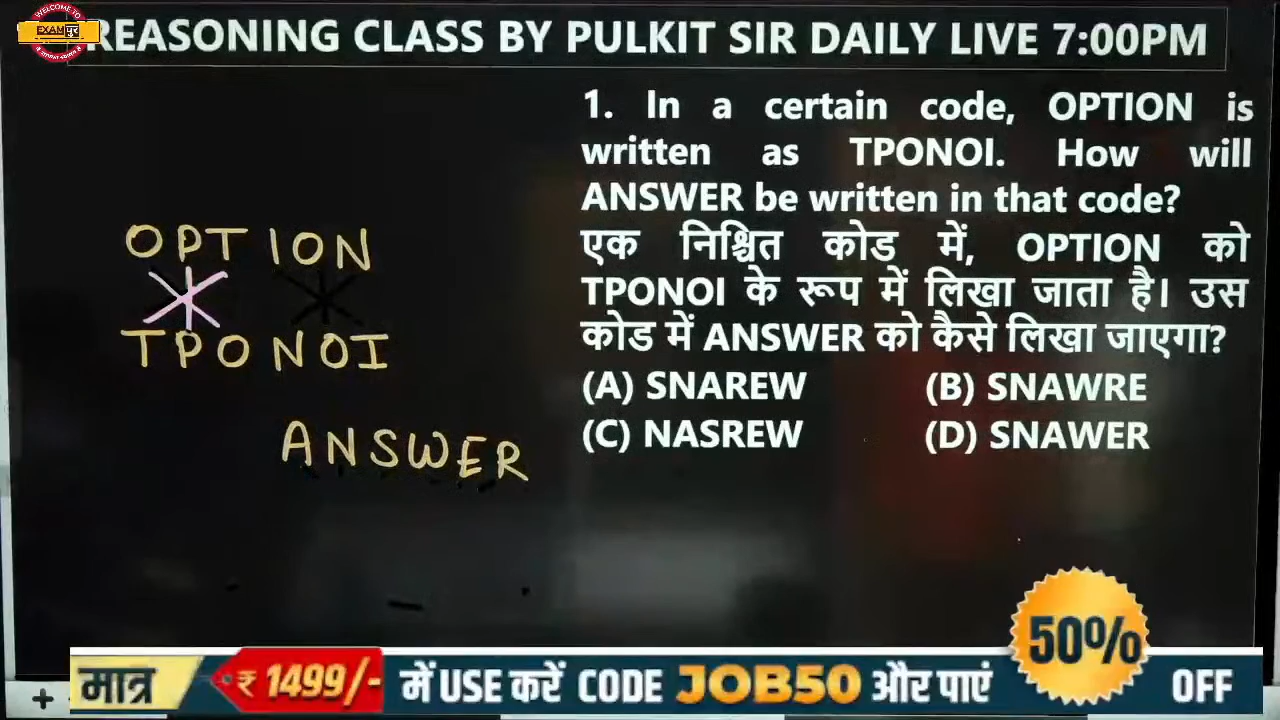 WELCOME TO
EXAM पुर
REASONING CLASS BY PULKIT SIR DAILY LIVE 7:00PM
1. In a certain code, OPTION is
written as TPONOI. How will
ANSWER be written in that code?
एक निश्चित कोड में, OPTION को
TPONOI के रूप में लिखा जाता है। उस
कोड में ANSWER को कैसे लिखा जाएगा?
(A) SNAREW (B) SNAWRE
(C) NASREW (D) SNAWER
OPTION
TPONOI
ANSWER
50%
मात्र ₹ 1499/- में USE करें CODE JOB50 और पाएं OFF